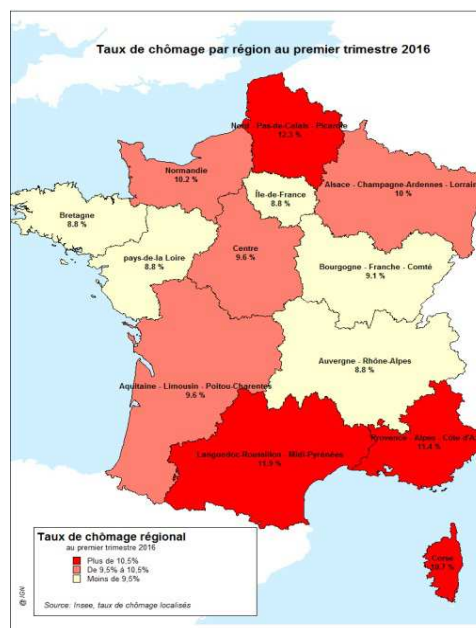 Taux de chômage par région au premier trimestre 2016
Nord - Pas-de-Calais - Picardie
12.3 %
Normandie
10.2 %
Île-de-France
8.8 %
Alsace - Champagne-Ardennes - Lorrain
10 %
Bretagne
8.8 %
pays-de-la Loire
8.8 %
Centre
9.6 %
Bourgogne - Franche - Comté
9.1 %
Auvergne - Rhône-Alpes
8.8 %
Aquitaine - Limousin - Poitou-Charentes
9.6 %
Languedoc-Roussillon - Midi-Pyrénées
11.9 %
Provence - Alpes - Côte d'A
11.4 %
Corse
10.7 %
Taux de chômage régional
au premier trimestre 2016
Plus de 10,5%
De 9,5% à 10,5%
Moins de 9,5%
Source: Insee, taux de chômage localisés
@ IGN